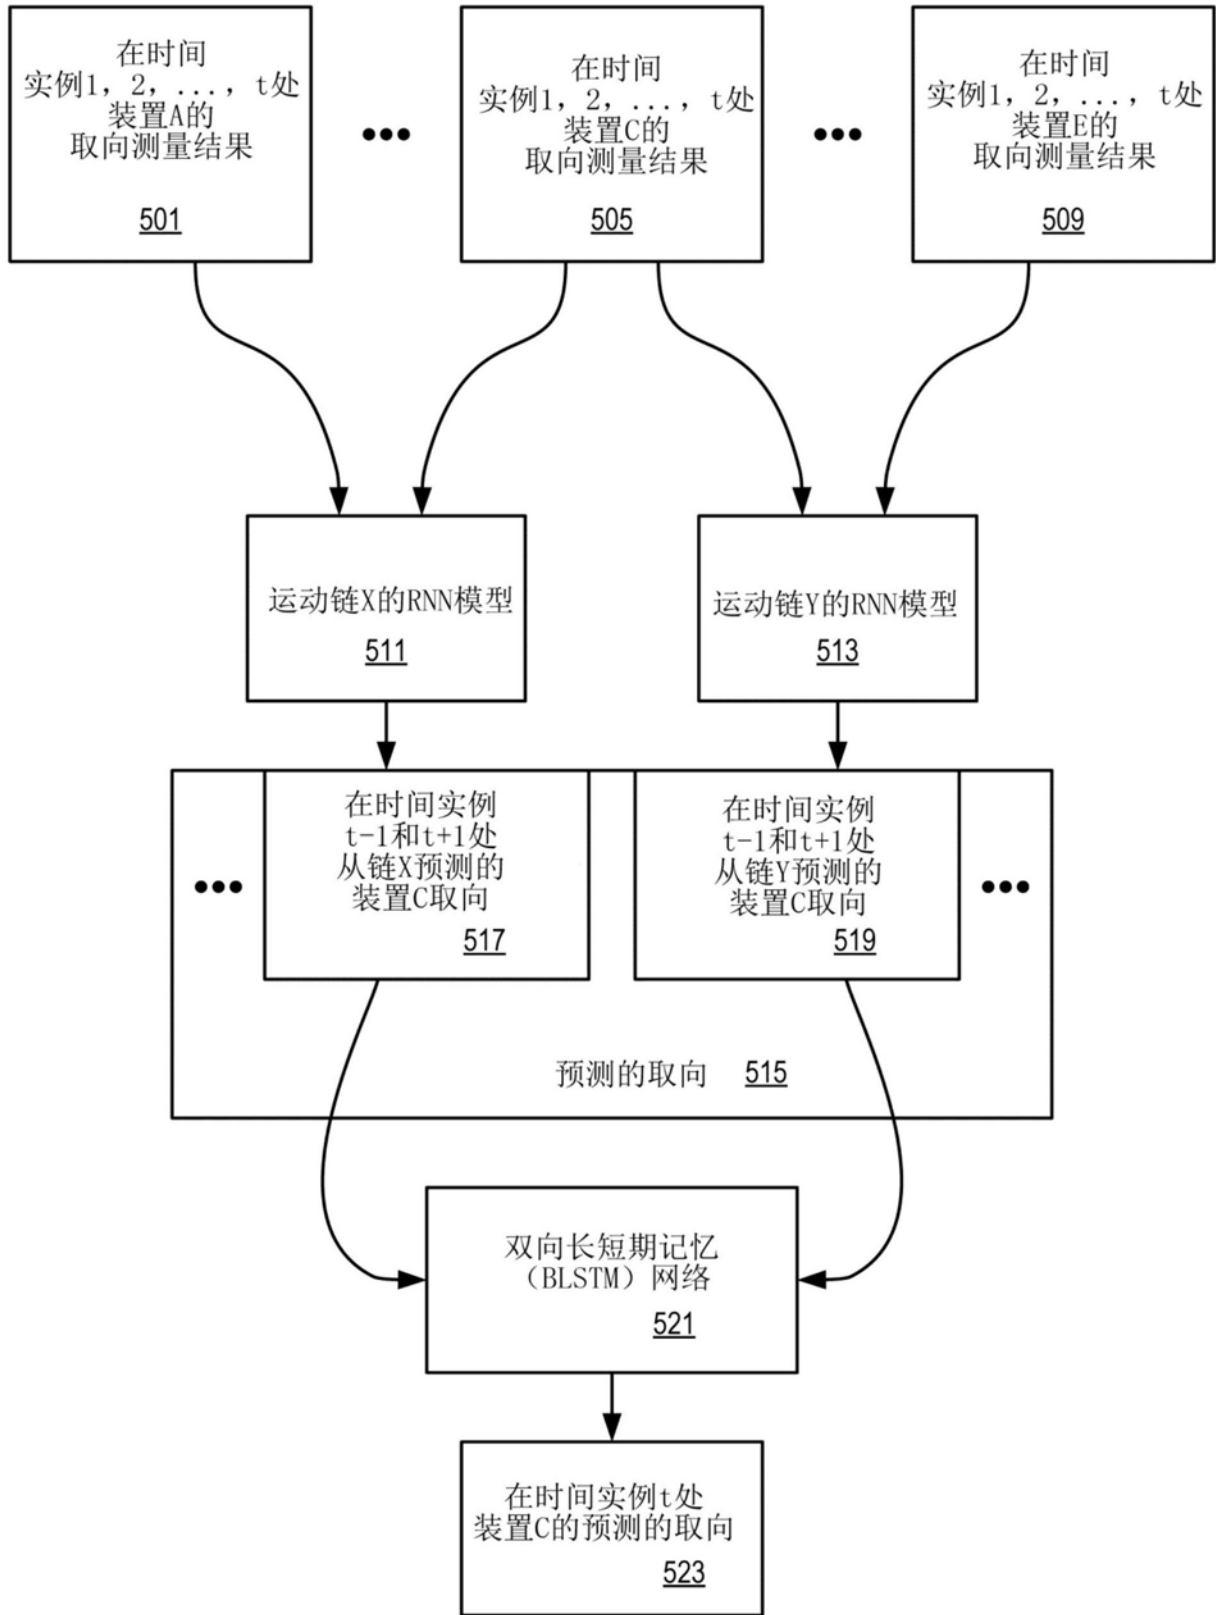 在时间
实例1，2，...，t处
装置A的
取向测量结果
501
•••
在时间
实例1，2，...，t处
装置C的
取向测量结果
505
•••
在时间
实例1，2，...，t处
装置E的
取向测量结果
509
运动链X的RNN模型
511
运动链Y的RNN模型
513
•••
在时间实例
t-1和t+1处
从链X预测的
装置C取向
517
在时间实例
t-1和t+1处
从链Y预测的
装置C取向
519
•••
预测的取向 515
双向长短期记忆
（BLSTM）网络
521
在时间实例t处
装置C的预测的取向
523